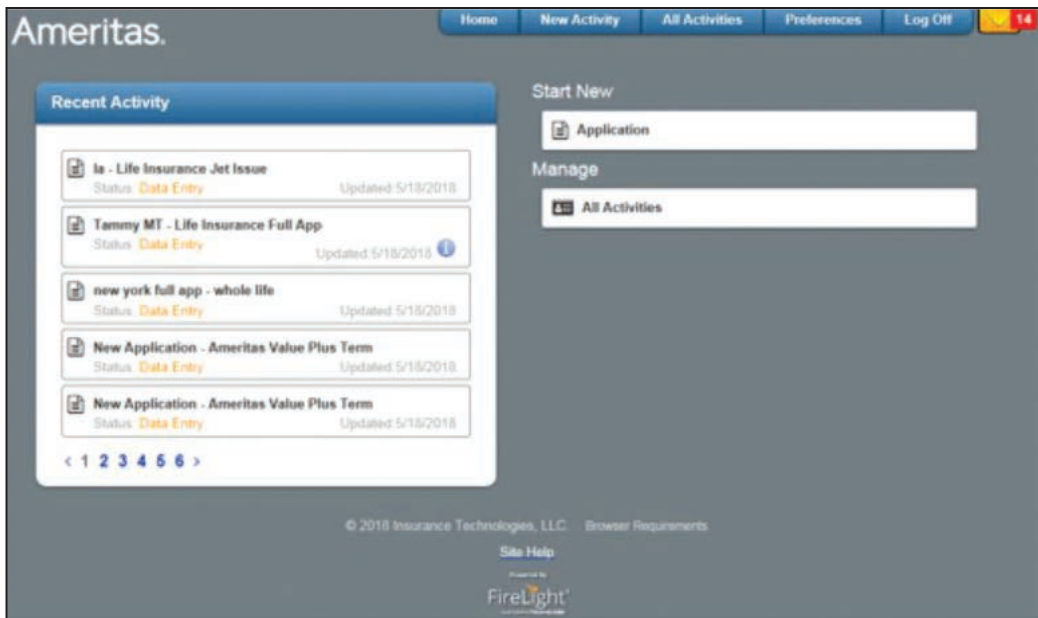 Ameritas.
Home New Activity All Activities Preferences Log Off 14
Recent Activity
Ia - Life Insurance Jet Issue
Status: Data Entry Updated:5/18/2018
Tammy MT - Life Insurance Full App
Status: Data Entry Updated:5/18/2018
new york full app - whole life
Status: Data Entry Updated:5/18/2018
New Application - Ameritas Value Plus Term
Status: Data Entry Updated:5/18/2018
New Application - Ameritas Value Plus Term
Status: Data Entry Updated:5/18/2018
< 1 2 3 4 5 6 >
Start New
Application
Manage
All Activities
© 2018 Insurance Technologies, LLC. Browser Requirements
Site Help
Powered by
FireLight®